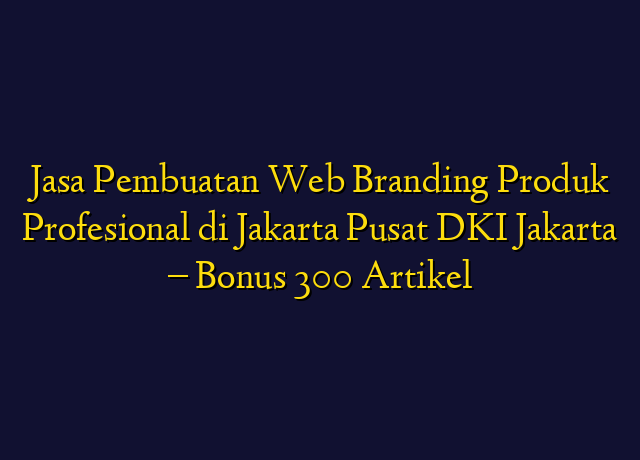 Jasa Pembuatan Web Branding Produk
Profesional di Jakarta Pusat DKI Jakarta
– Bonus 300 Artikel